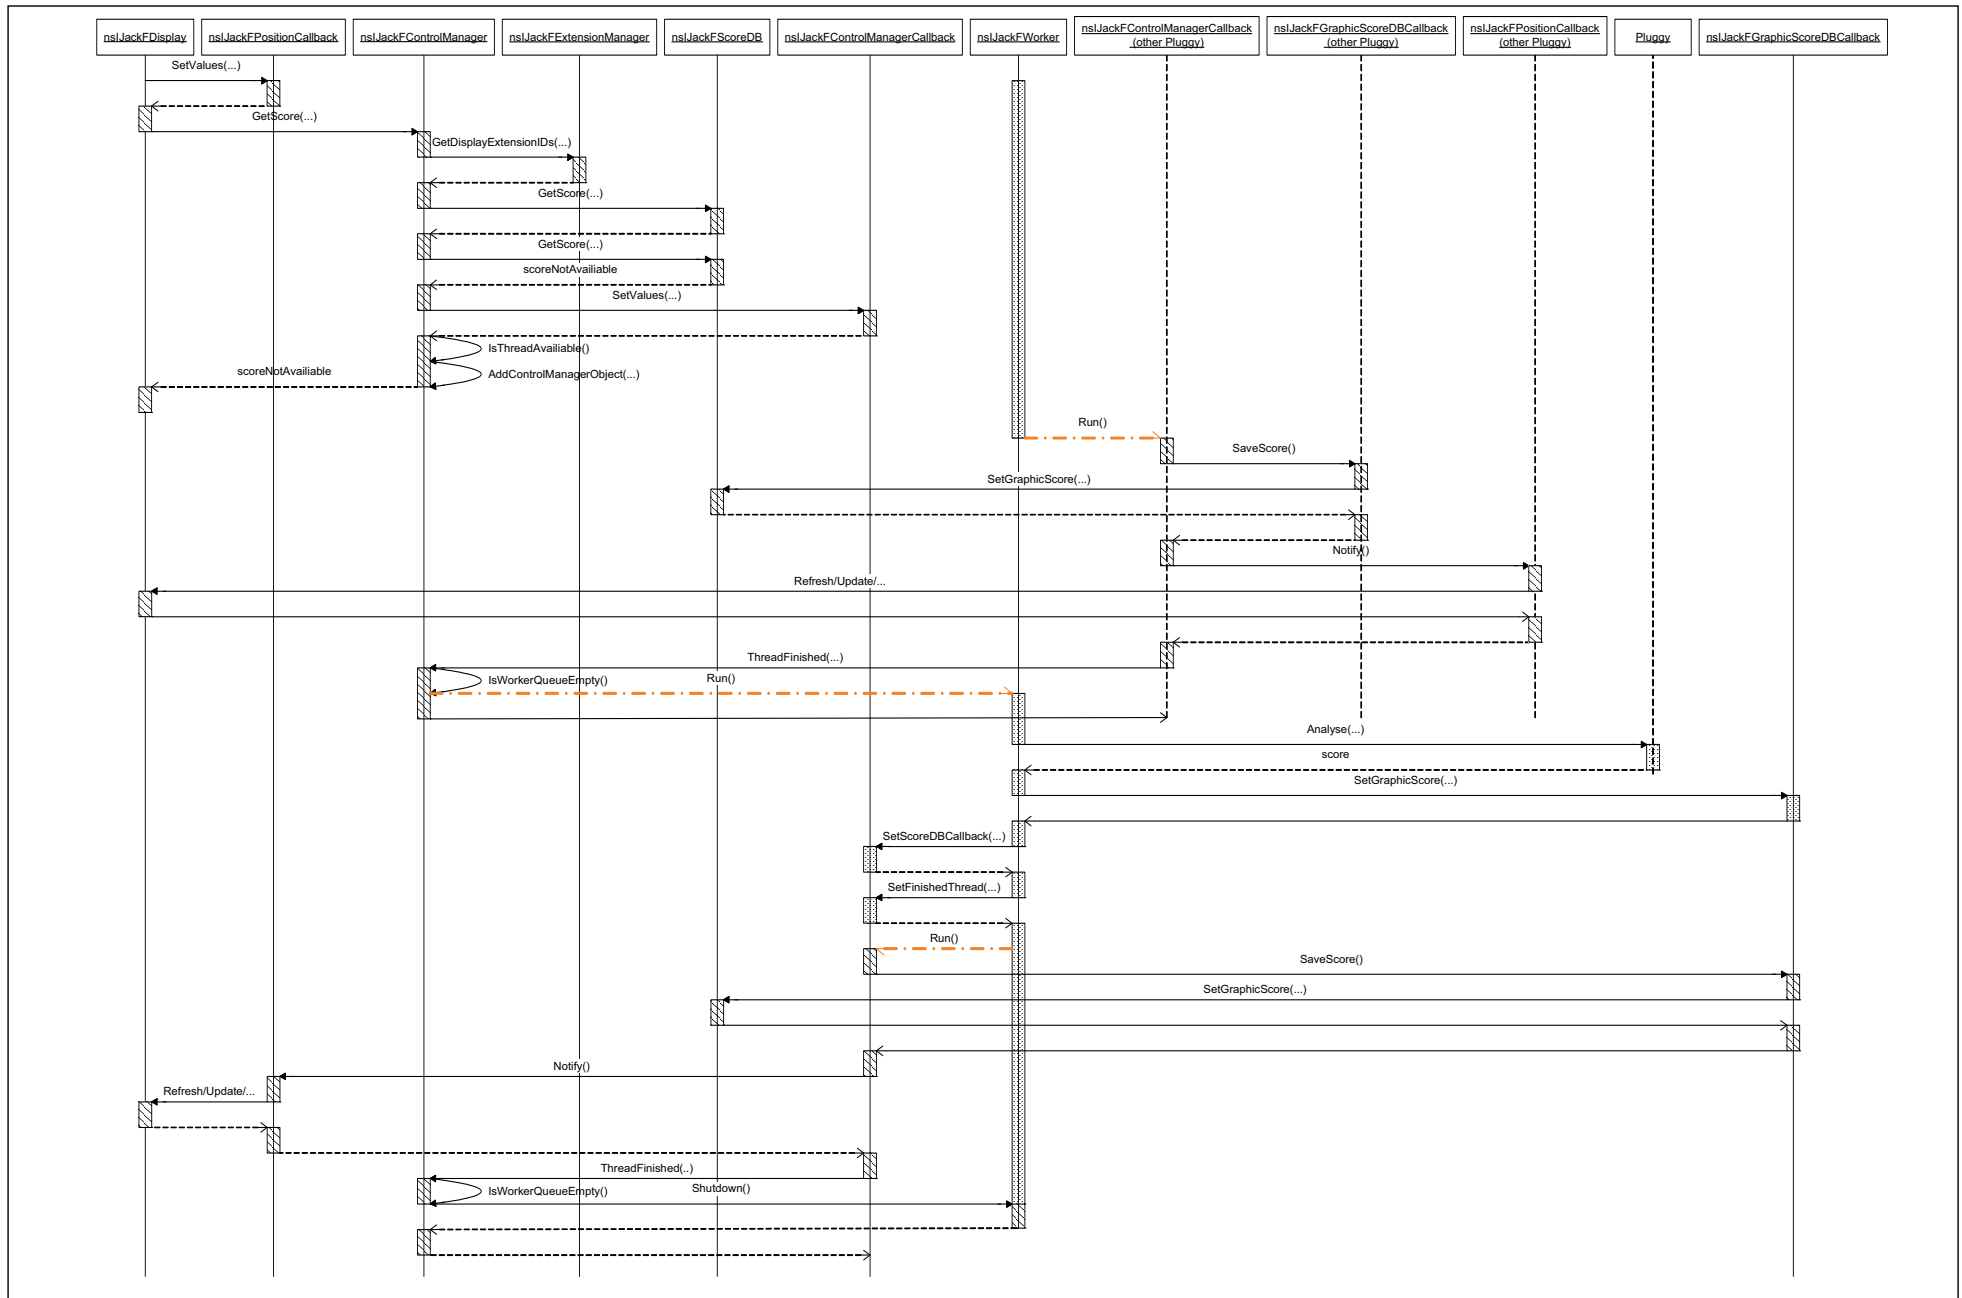 nsIJackFDisplay
nsIJackFPositionCallback
nsIJackFControlManager
nsIJackFExtensionManager
nsIJackFScoreDB
nsIJackFControlManagerCallback
nsIJackFWorker
nsIJackFControlManagerCallback
(other Pluggy)
nsIJackFGraphicScoreDBCallback
(other Pluggy)
nsIJackFPositionCallback
(other Pluggy)
Pluggy
nsIJackFGraphicScoreDBCallback
SetValues(...)
GetScore(...)
GetDisplayExtensionIDs(...)
GetScore(...)
GetScore(...)
scoreNotAvailiable
SetValues(...)
IsThreadAvailiable()
scoreNotAvailiable
AddControlManagerObject(...)
Run()
SaveScore()
SetGraphicScore(...)
Notify()
Refresh/Update/...
ThreadFinished(...)
IsWorkerQueueEmpty()
Run()
Analyse(...)
score
SetGraphicScore(...)
SetScoreDBCallback(...)
SetFinishedThread(...)
Run()
SaveScore()
SetGraphicScore(...)
Notify()
Refresh/Update/...
ThreadFinished(..)
IsWorkerQueueEmpty()
Shutdown()